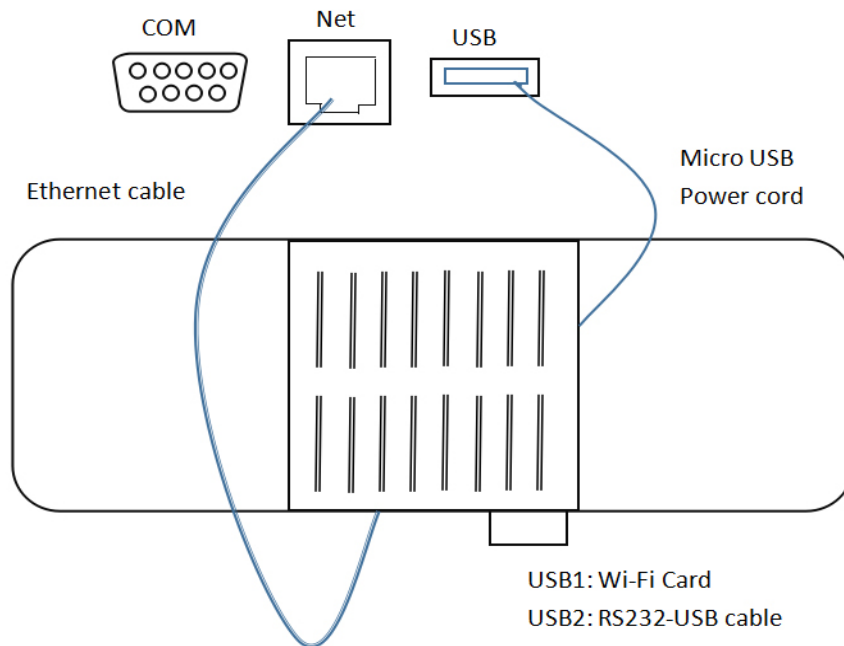 COM
Net
USB
Ethernet cable
Micro USB
Power cord
USB1: Wi-Fi Card
USB2: RS232-USB cable